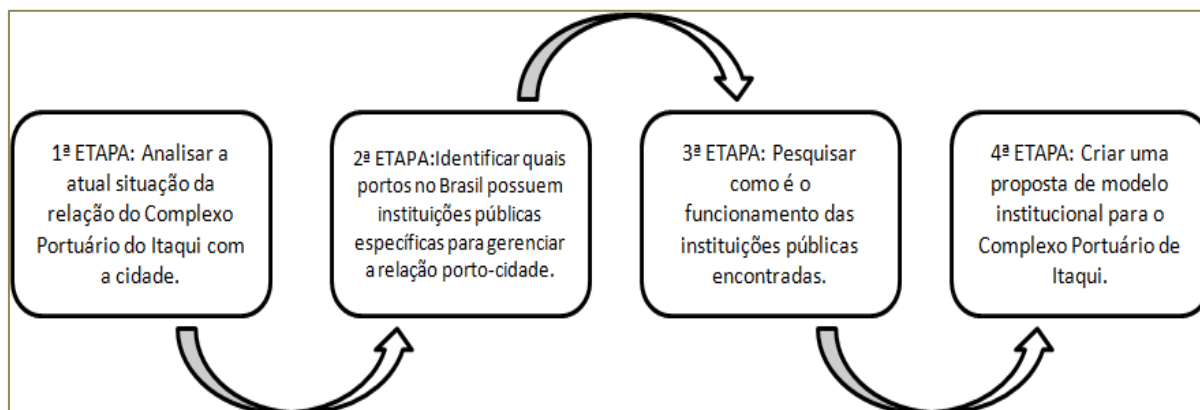 1ª ETAPA: Analisar a
atual situação da
relação do Complexo
Portuário do Itaqui com
a cidade.
2ª ETAPA:Identificar quais
portos no Brasil possuem
instituições públicas
específicas para gerenciar
a relação porto-cidade.
3ª ETAPA: Pesquisar
como é o
funcionamento das
instituições públicas
encontradas.
4ª ETAPA: Criar uma
proposta de modelo
institucional para o
Complexo Portuário de
Itaqui.